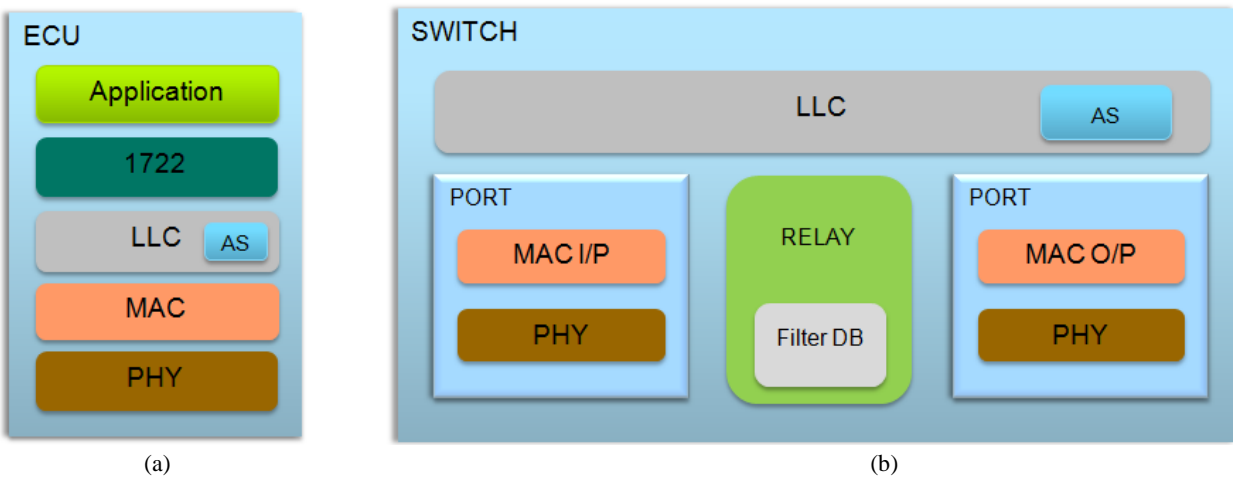 ECU
Application
1722
LLC
AS
MAC
PHY
(a)
SWITCH
LLC
AS
PORT
MAC I/P
PHY
RELAY
Filter DB
PORT
MAC O/P
PHY
(b)